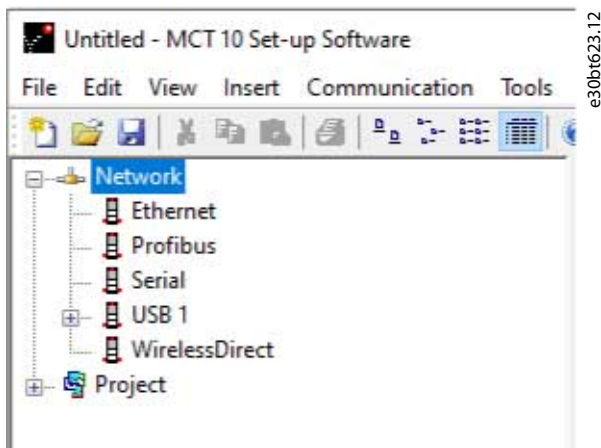 Untitled - MCT 10 Set-up Software
File Edit View Insert Communication Tools
Network
Ethernet
Profibus
Serial
USB 1
WirelessDirect
Project
e30bt623.12